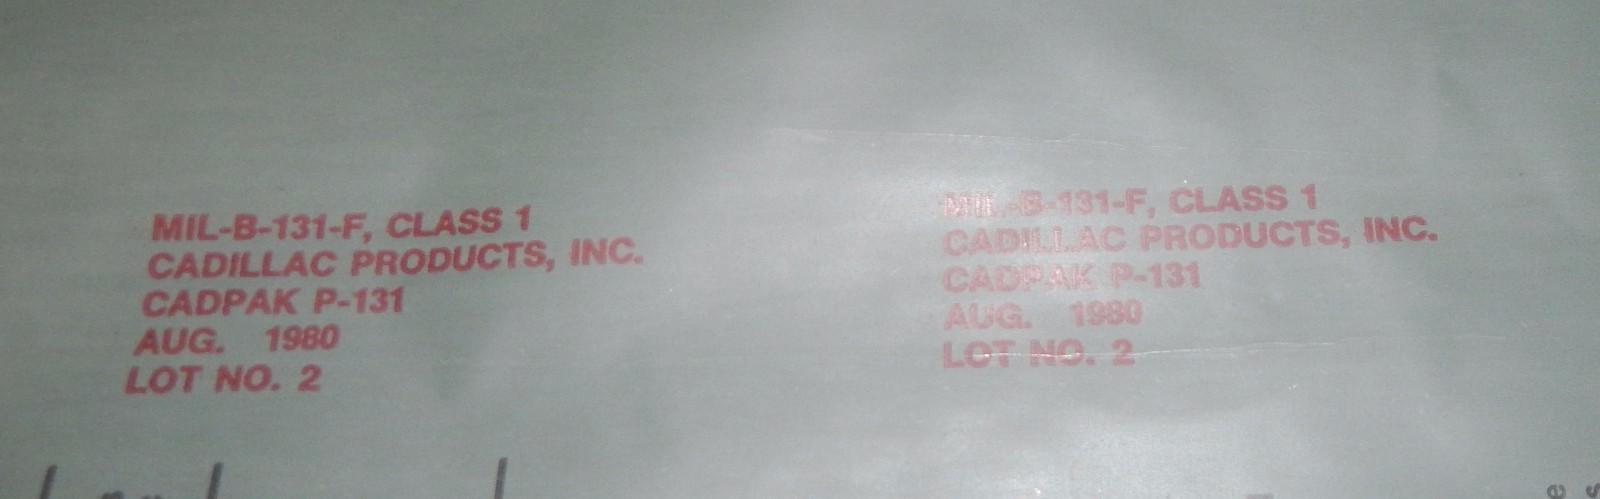 MIL-B-131-F, CLASS 1
CADILLAC PRODUCTS, INC.
CADPAK P-131
AUG. 1980
LOT NO. 2
MIL-B-131-F, CLASS 1
CADILLAC PRODUCTS, INC.
CADPAK P-131
AUG. 1980
LOT NO. 2